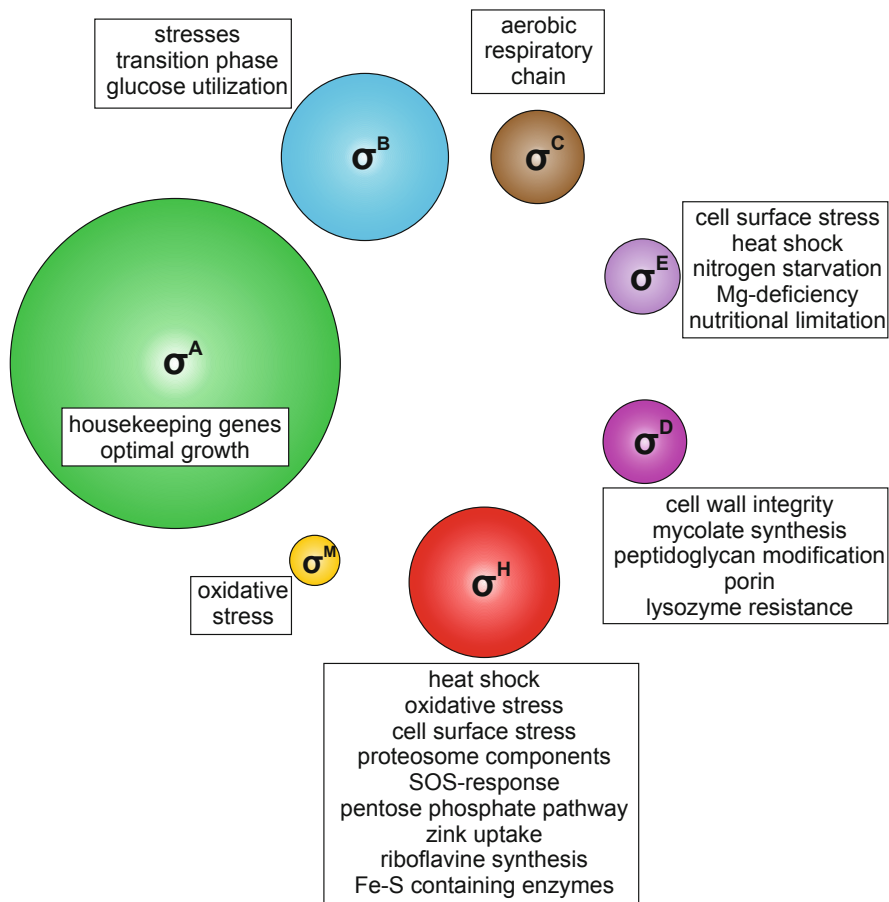 stresses
transition phase
glucose utilization
σB
aerobic
respiratory
chain
σC
cell surface stress
heat shock
nitrogen starvation
Mg-deficiency
nutritional limitation
σE
σA
housekeeping genes
optimal growth
σD
cell wall integrity
mycolate synthesis
peptidoglycan modification
porin
lysozyme resistance
σM
oxidative
stress
σH
heat shock
oxidative stress
cell surface stress
proteosome components
SOS-response
pentose phosphate pathway
zink uptake
riboflavine synthesis
Fe-S containing enzymes